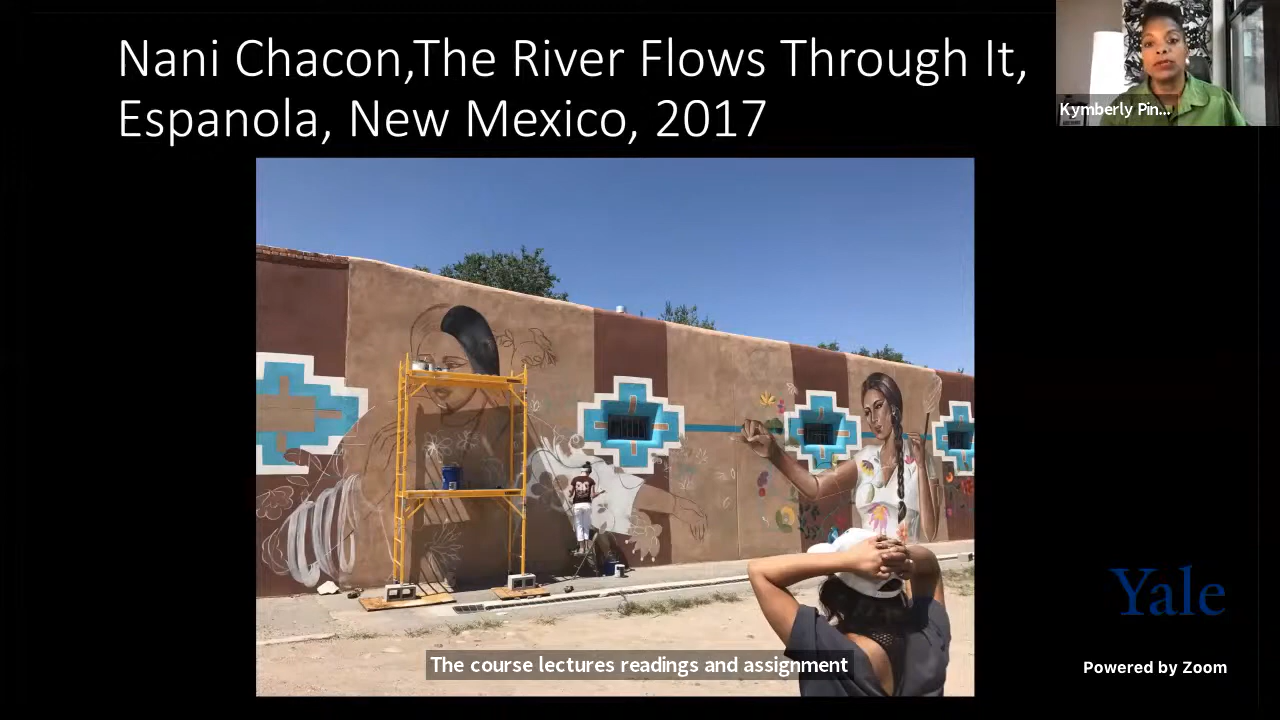 Nani Chacon,The River Flows Through It,
Espanola, New Mexico, 2017
Kymberly Pin...
The course lectures readings and assignment
Yale
Powered by Zoom